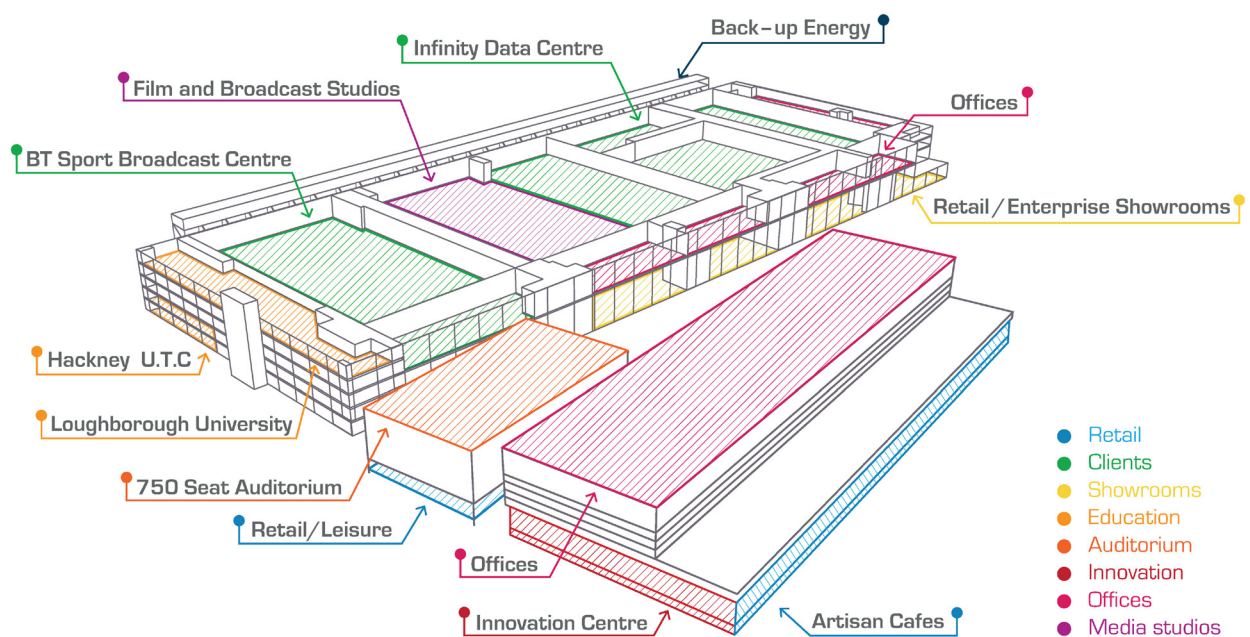 Back-up Energy
Infinity Data Centre
Film and Broadcast Studios
Offices
BT Sport Broadcast Centre
Retail/Enterprise Showrooms
Hackney U.T.C
Loughborough University
750 Seat Auditorium
Retail/Leisure
Offices
Innovation Centre
Artisan Cafes
Retail
Clients
Showrooms
Education
Auditorium
Innovation
Offices
Media studios